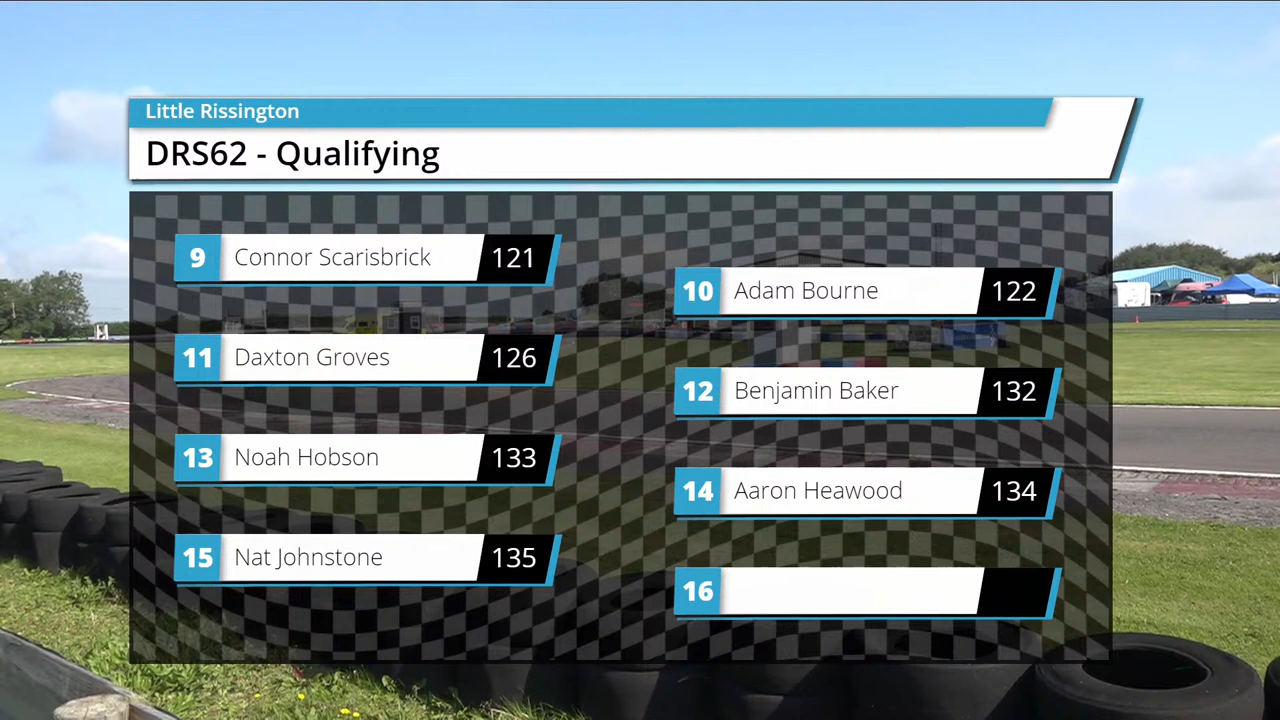 Little Rissington
DRS62 - Qualifying
9 Connor Scarisbrick 121
10 Adam Bourne 122
11 Daxton Groves 126
12 Benjamin Baker 132
13 Noah Hobson 133
14 Aaron Heawood 134
15 Nat Johnstone 135
16